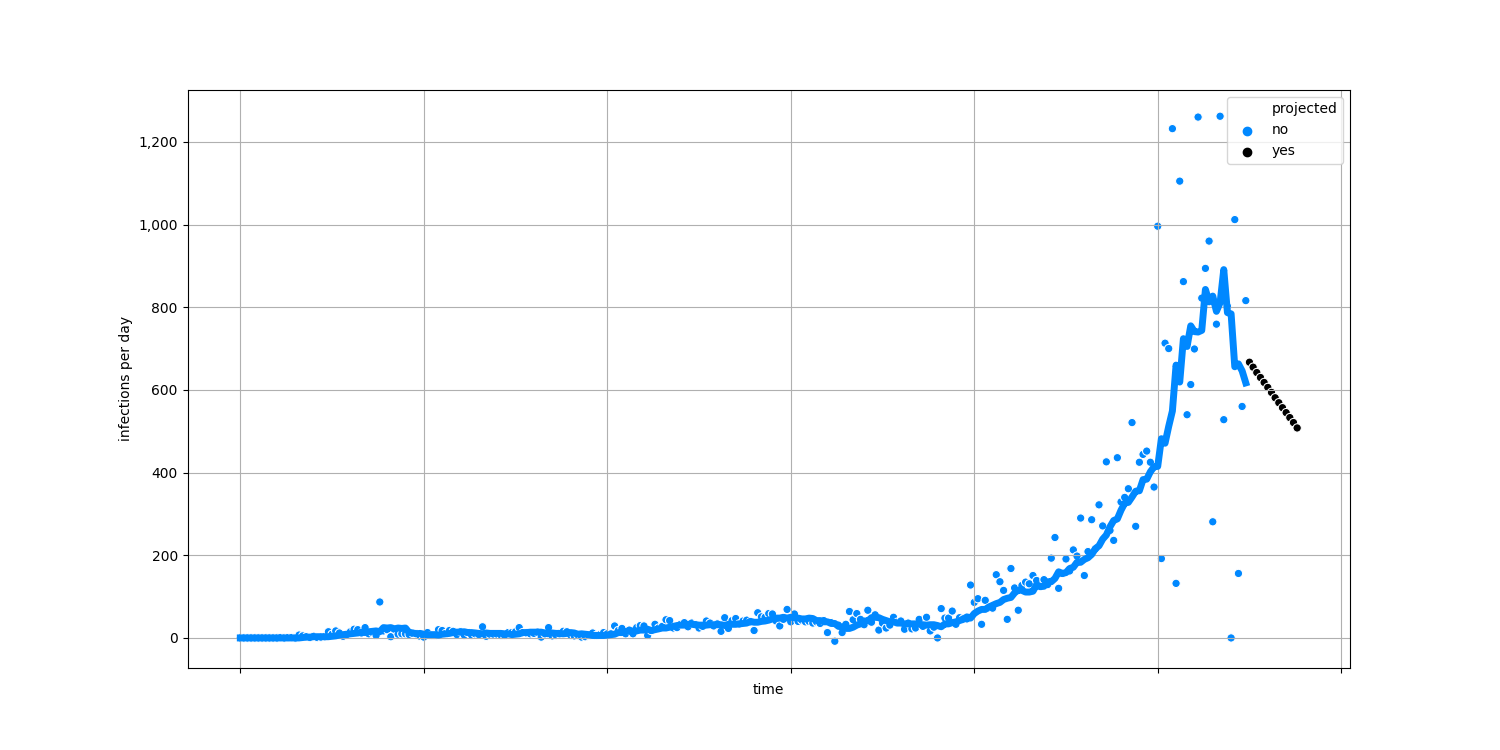 projected
no
yes
1,200
1,000
800
600
400
200
0
infections per day
time